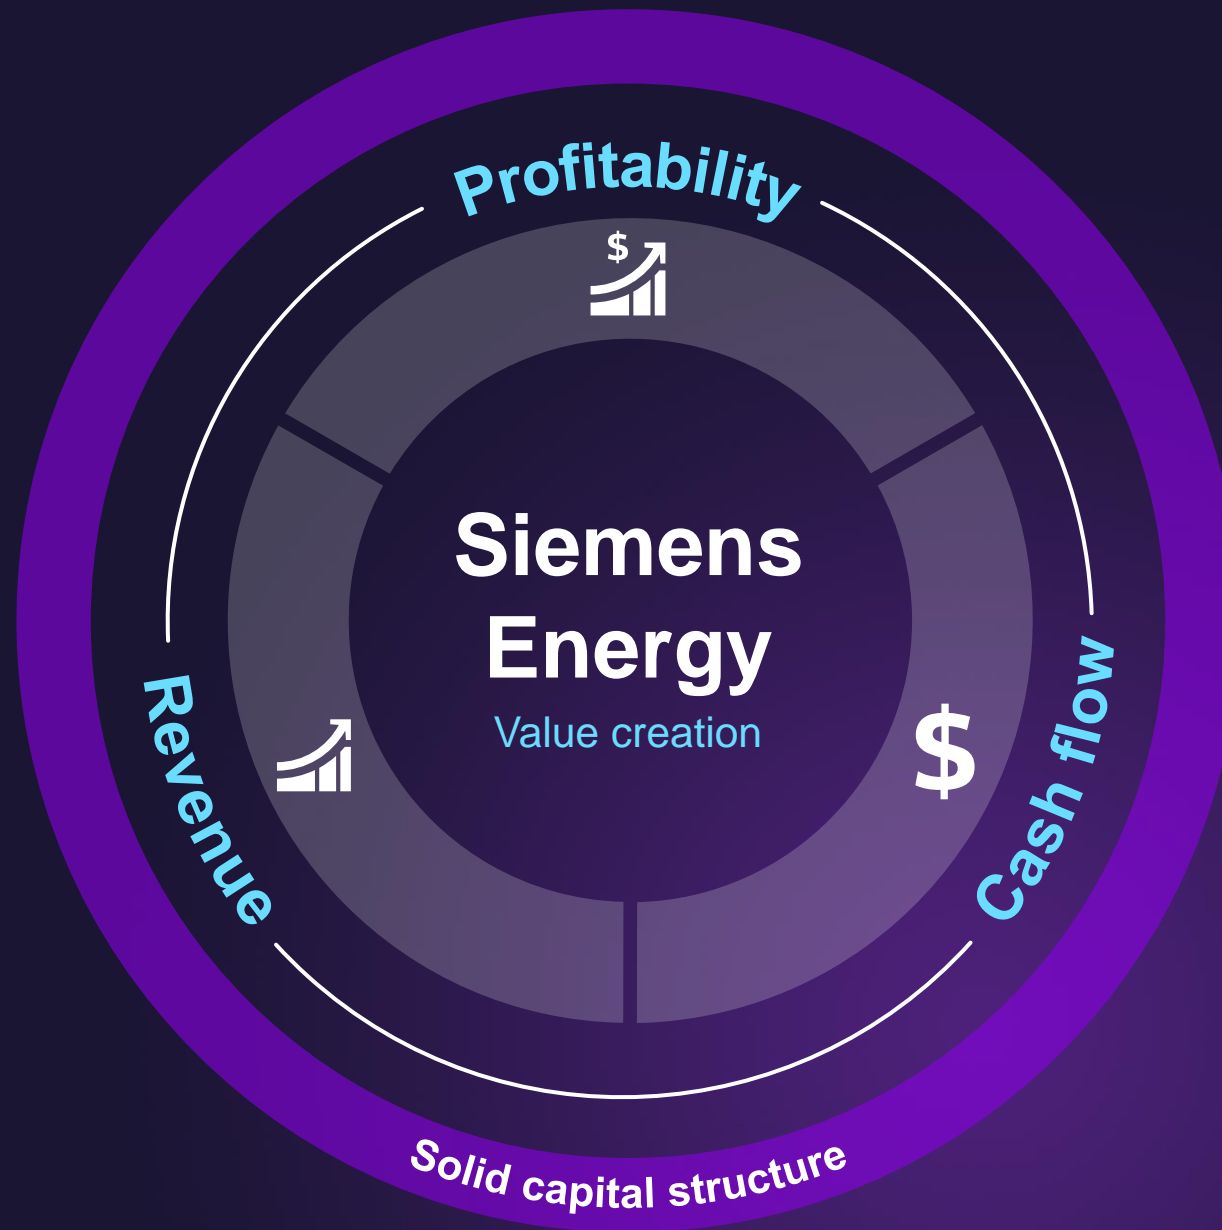 Profitability
$
Siemens
Energy
Value creation
Revenue
$
Cash flow
Solid capital structure